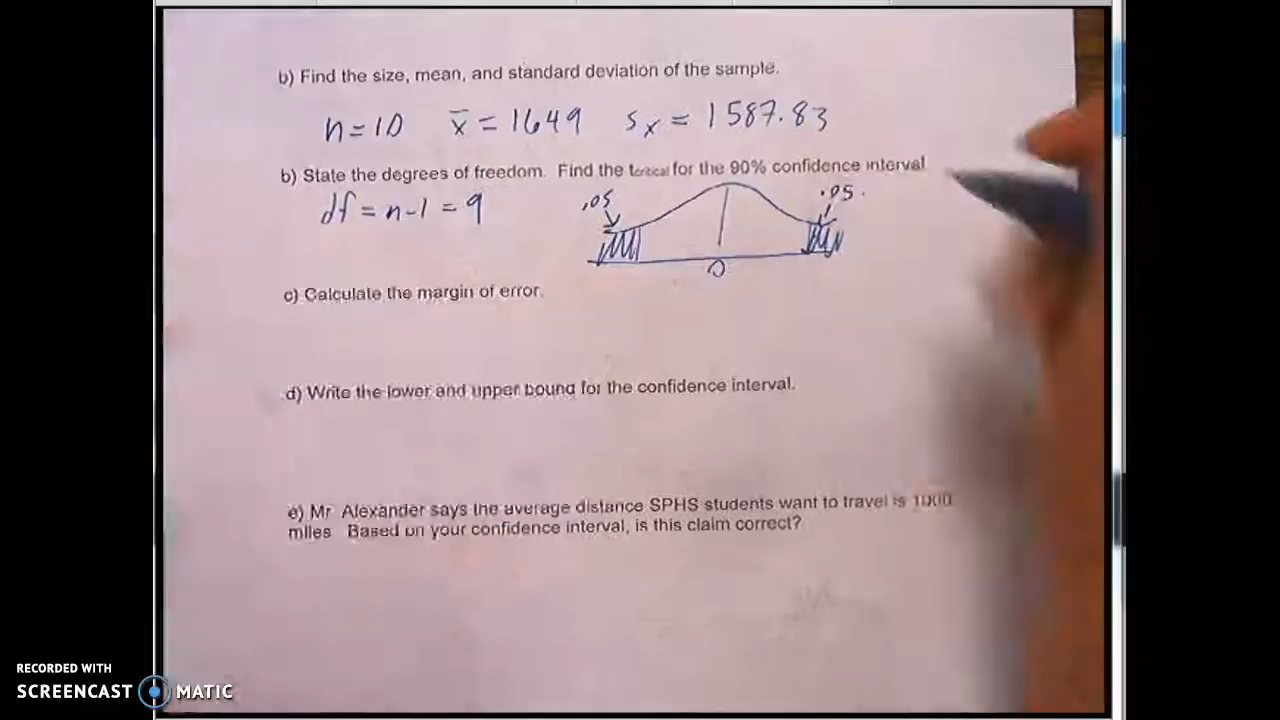 b) Find the size, mean, and standard deviation of the sample.
n = 10 x̄ = 1649 sx = 1587.83
b) State the degrees of freedom. Find the tcritical for the 90% confidence interval
df = n-1 = 9
.05
.05
0
c) Calculate the margin of error.
d) Write the lower and upper bound for the confidence interval.
e) Mr Alexander says the average distance SPHS students want to travel is 1000
miles Based on your confidence interval, is this claim correct?
RECORDED WITH
SCREENCAST MATIC